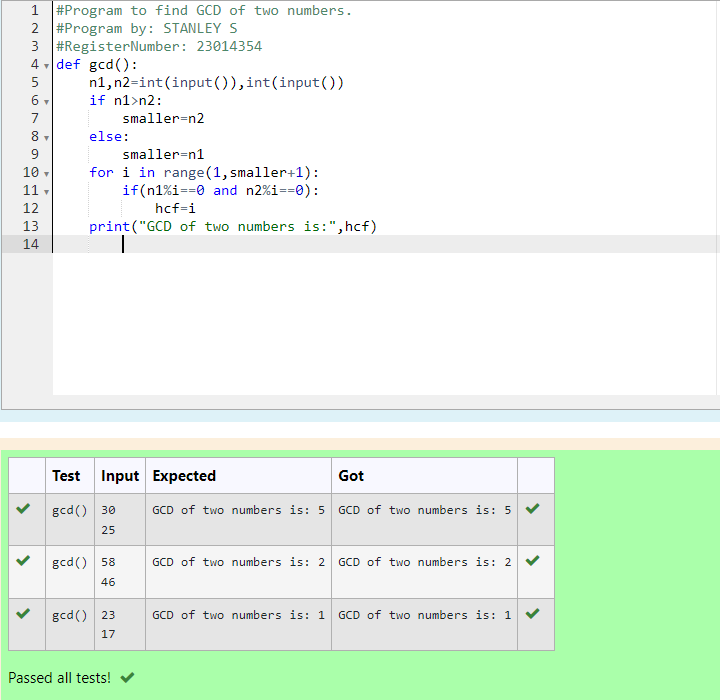 1 #Program to find GCD of two numbers.
2 #Program by: STANLEY S
3 #RegisterNumber: 23014354
4 def gcd():
5     n1,n2=int(input()),int(input())
6     if n1>n2:
7         smaller=n2
8     else:
9         smaller=n1
10     for i in range(1,smaller+1):
11         if(n1%i==0 and n2%i==0):
12             hcf=i
13     print("GCD of two numbers is:",hcf)
14
Test Input Expected Got
gcd() 30 GCD of two numbers is: 5 GCD of two numbers is: 5
25
gcd() 58 GCD of two numbers is: 2 GCD of two numbers is: 2
46
gcd() 23 GCD of two numbers is: 1 GCD of two numbers is: 1
17
Passed all tests!